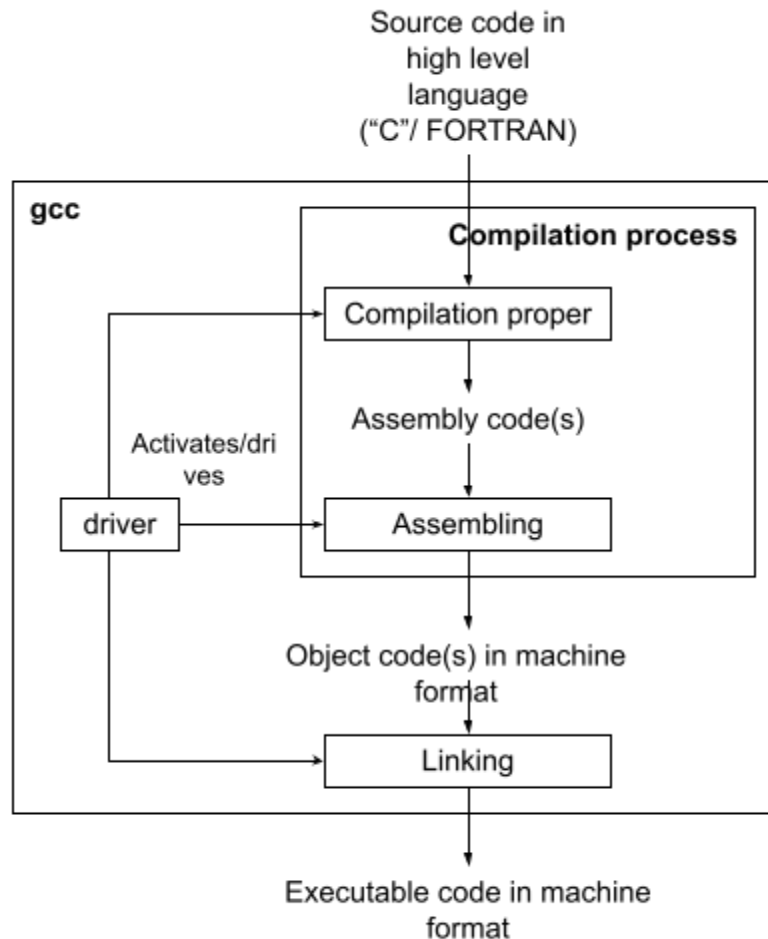 Source code in
high level
language
(“C”/ FORTRAN)
gcc
Compilation process
Compilation proper
Assembly code(s)
Activates/dri
ves
driver
Assembling
Object code(s) in machine
format
Linking
Executable code in machine
format